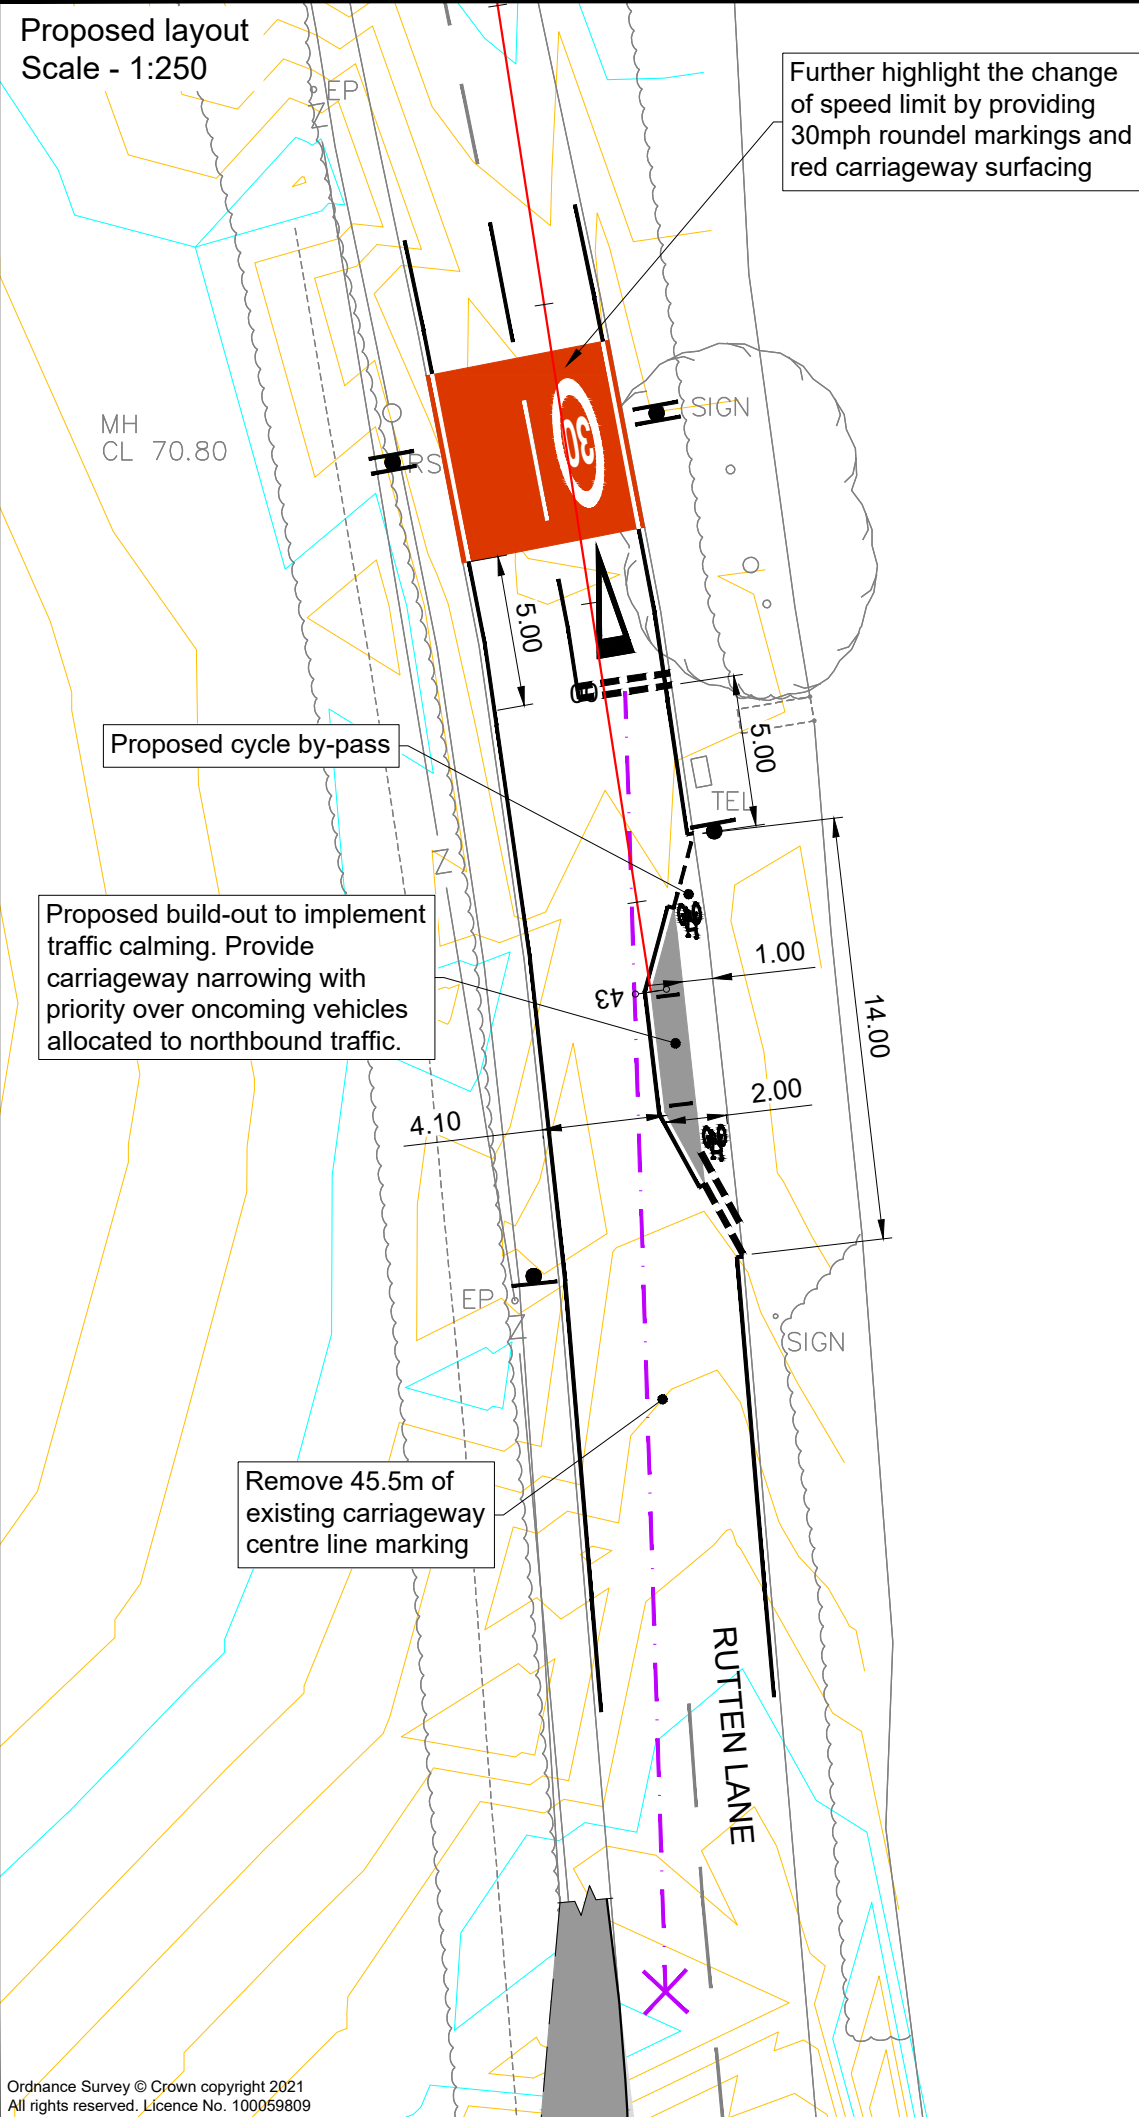 Proposed layout
Scale - 1:250
Further highlight the change
of speed limit by providing
30mph roundel markings and
red carriageway surfacing
EP
MH
CL 70.80
SIGN
RS
30
5.00
00
Proposed cycle by-pass
5.00
TEL
Proposed build-out to implement
traffic calming. Provide
carriageway narrowing with
priority over oncoming vehicles
allocated to northbound traffic.
1.00
43
14.00
2.00
4.10
EP
SIGN
Remove 45.5m of
existing carriageway
centre line marking
RUTTEN LANE
Ordnance Survey © Crown copyright 2021
All rights reserved. Licence No. 100059809